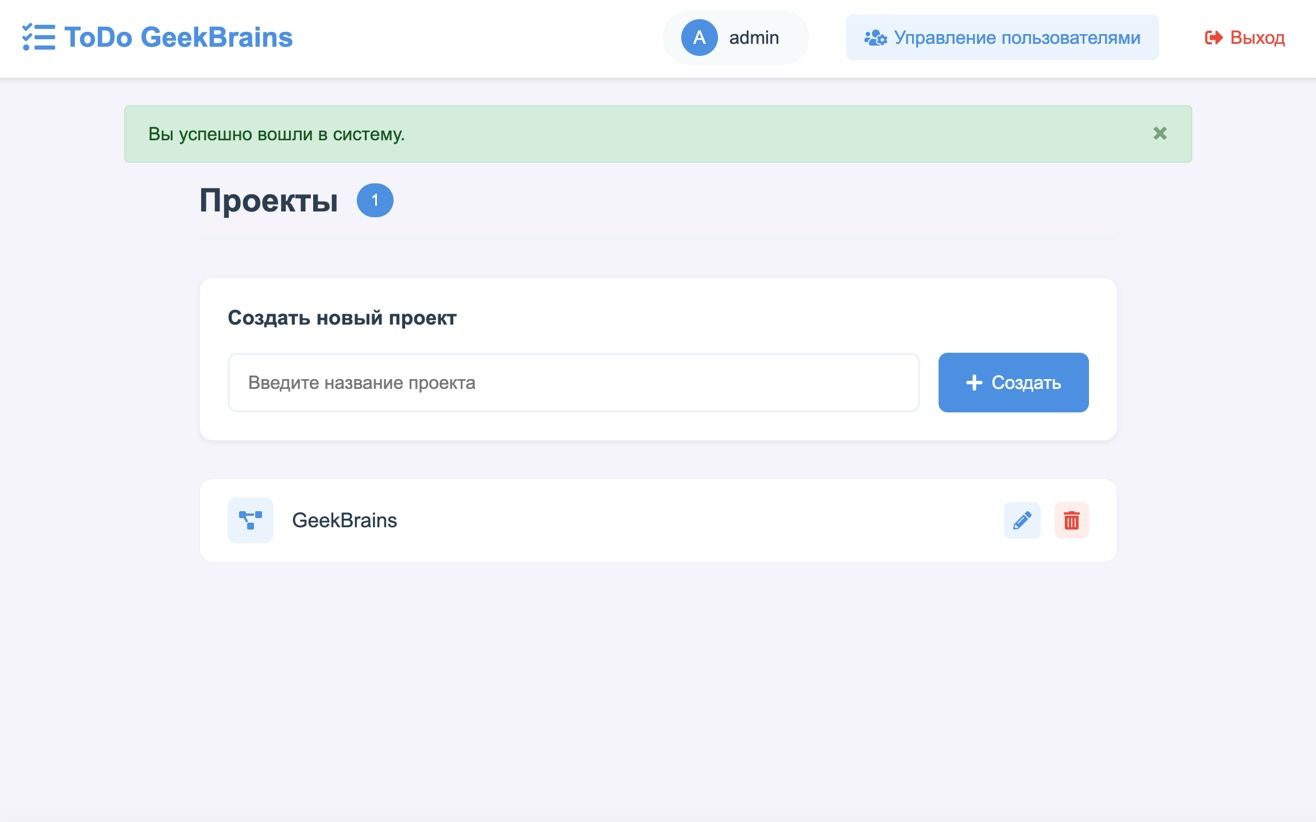 ToDo GeekBrains
A admin
Управление пользователями
Выход
Вы успешно вошли в систему.
Проекты 1
Создать новый проект
Введите название проекта
Создать
GeekBrains